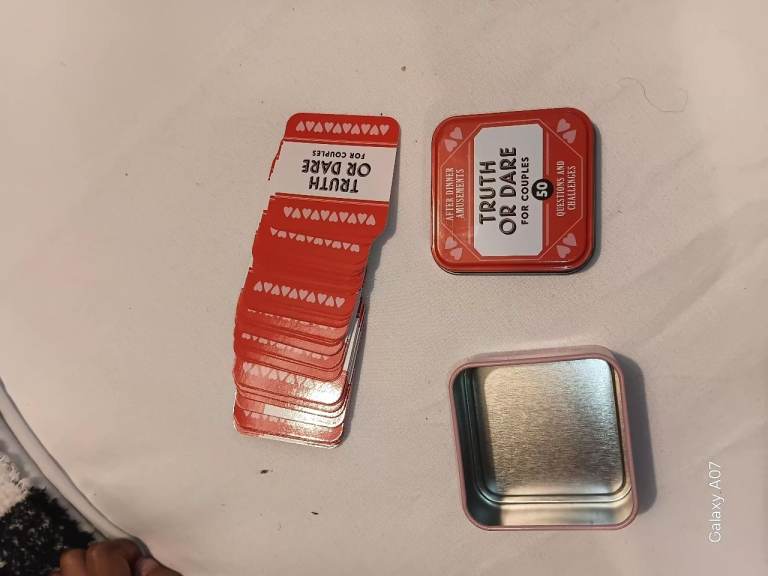 TRUTH
OR DARE
FOR COUPLES
AFTER DINNER
AMUSEMENTS
TRUTH
OR DARE
FOR COUPLES
50
QUESTIONS AND
CHALLENGES
Galaxy A07